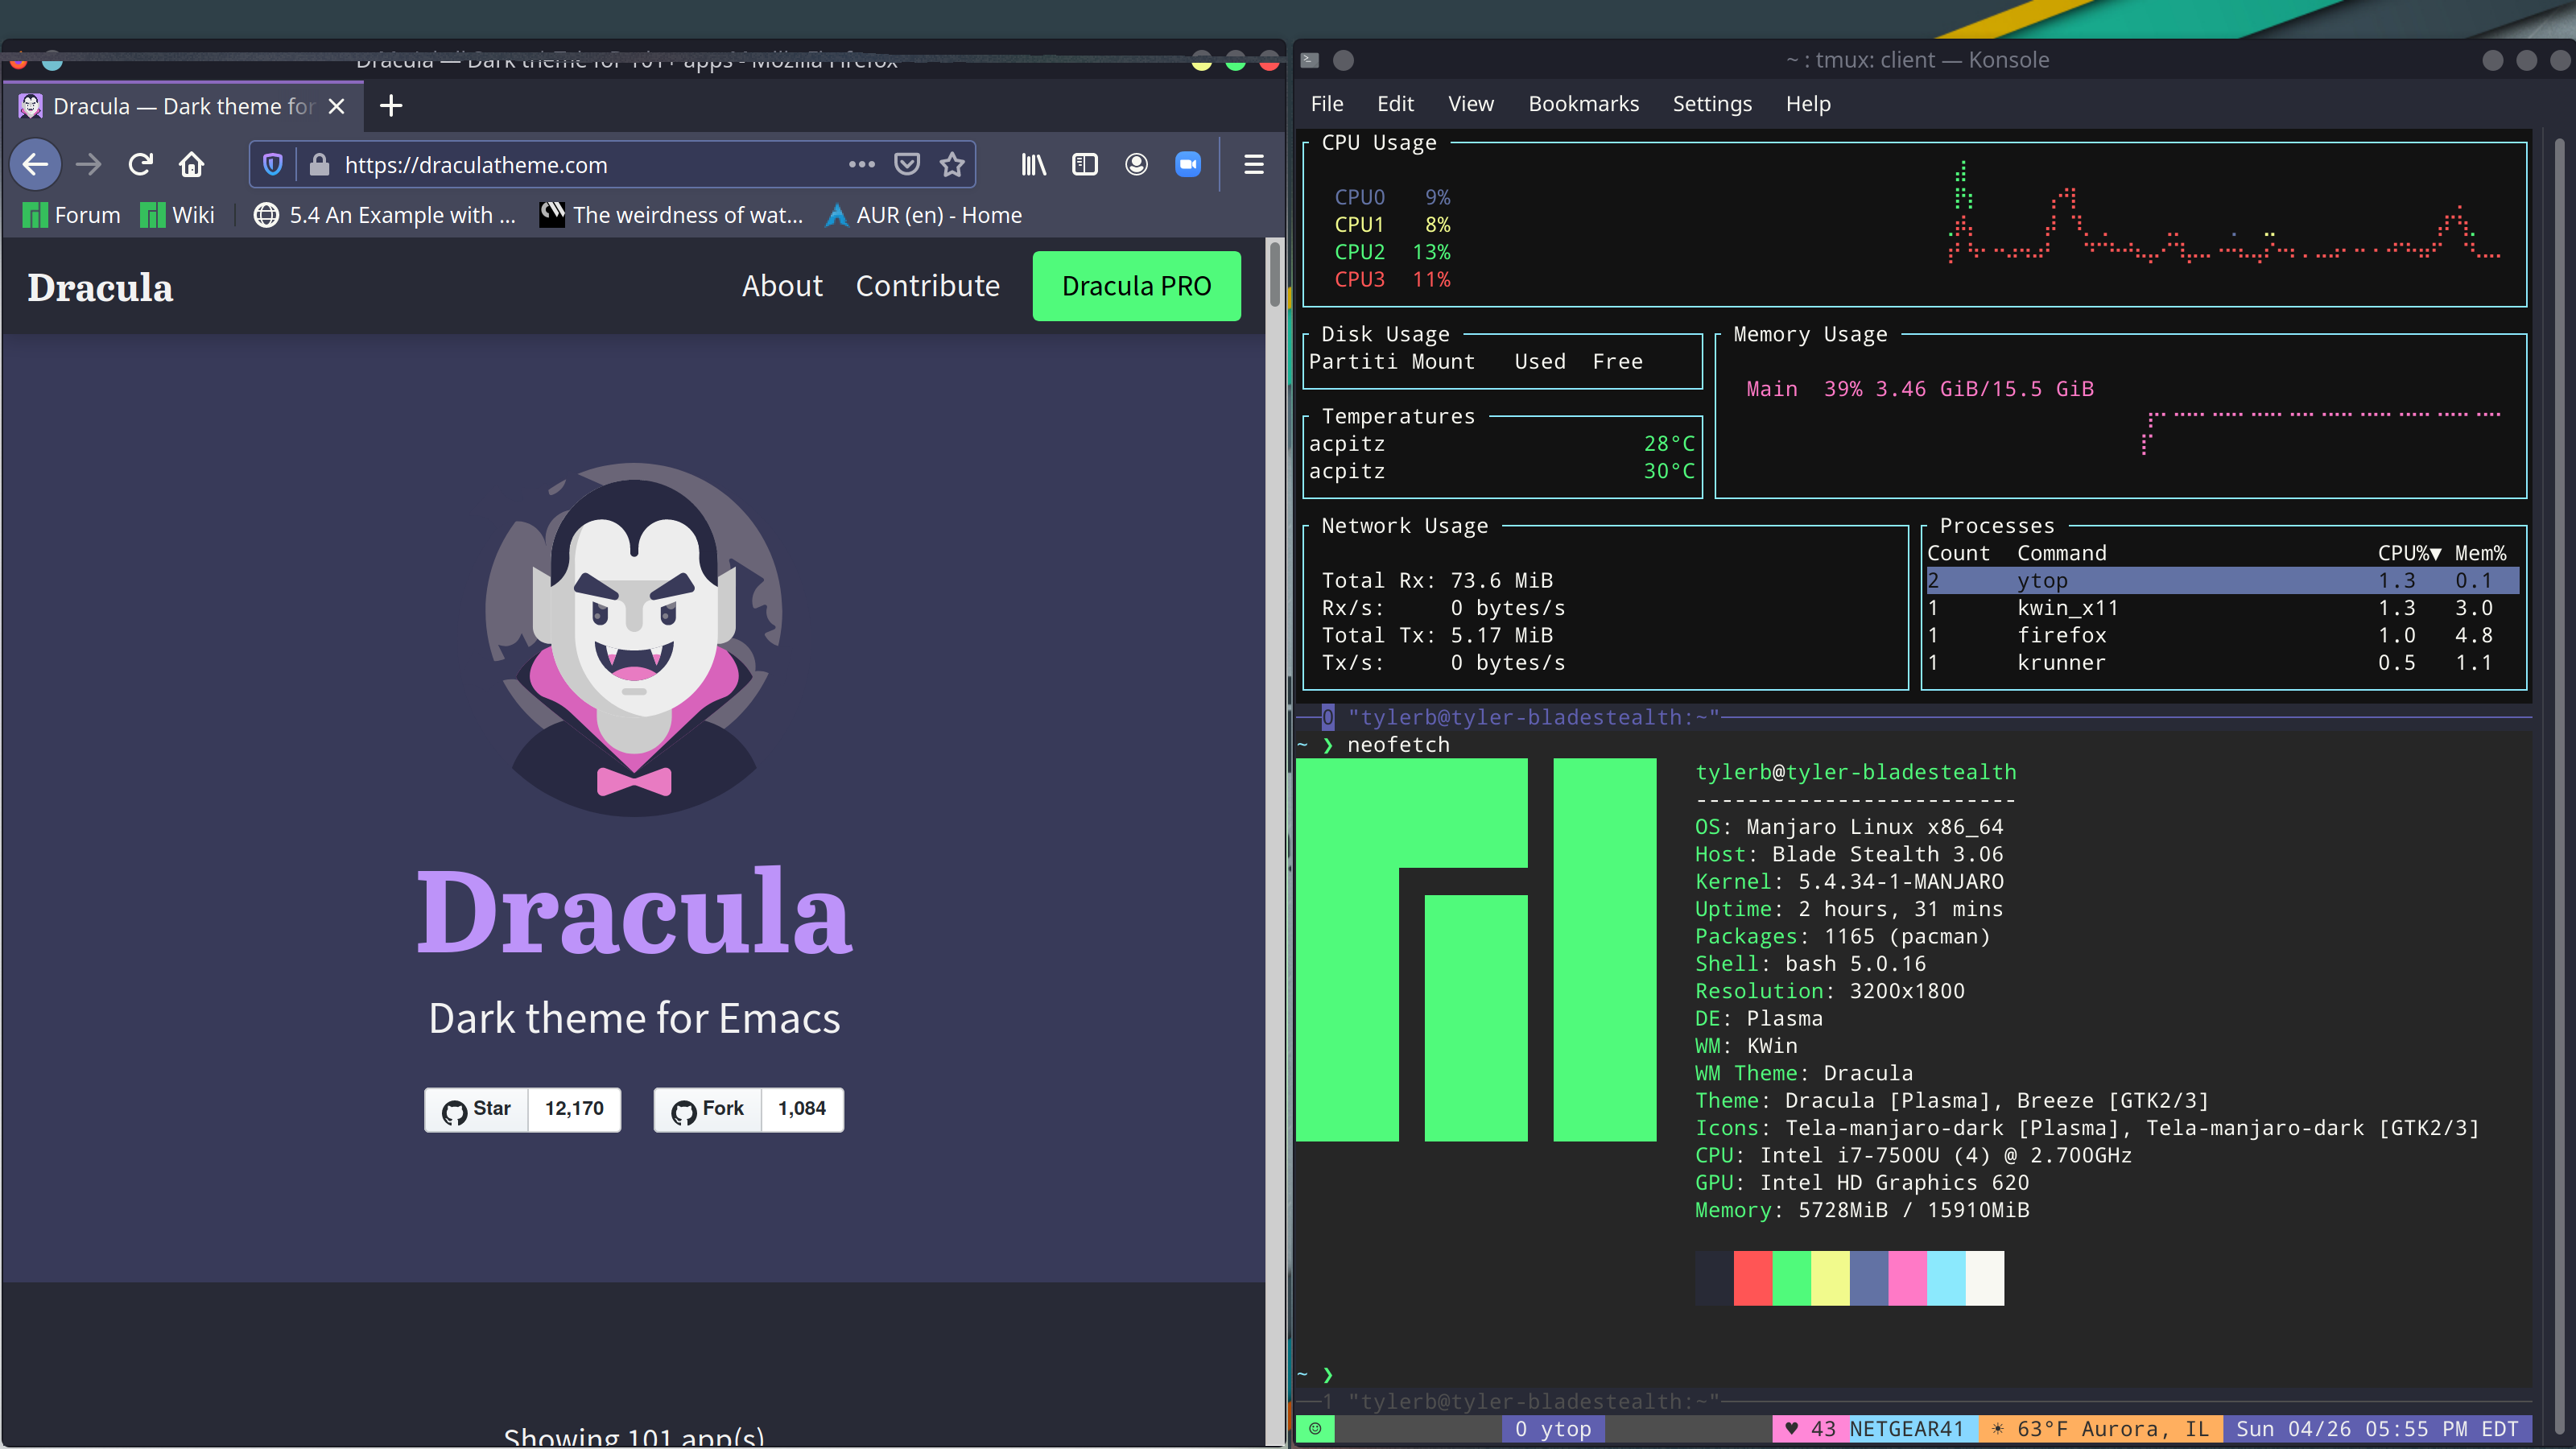 Dracula — Dark theme for 101+ apps - Mozilla Firefox
Dracula — Dark theme for
https://draculatheme.com
Forum Wiki 5.4 An Example with ... The weirdness of wat... AUR (en) - Home
Dracula About Contribute Dracula PRO
Dracula
Dark theme for Emacs
Star 12,170 Fork 1,084
Showing 101 app(s)
~ : tmux: client — Konsole
File Edit View Bookmarks Settings Help
CPU Usage
CPU0 9%
CPU1 8%
CPU2 13%
CPU3 11%
Disk Usage
Partiti Mount Used Free
Memory Usage
Main 39% 3.46 GiB/15.5 GiB
Temperatures
acpitz 28°C
acpitz 30°C
Network Usage
Total Rx: 73.6 MiB
Rx/s: 0 bytes/s
Total Tx: 5.17 MiB
Tx/s: 0 bytes/s
Processes
Count Command CPU%▼ Mem%
2 ytop 1.3 0.1
1 kwin_x11 1.3 3.0
1 firefox 1.0 4.8
1 krunner 0.5 1.1
0 "tylerb@tyler-bladestealth:~"
~ ❯ neofetch
tylerb@tyler-bladestealth
-------------------------
OS: Manjaro Linux x86_64
Host: Blade Stealth 3.06
Kernel: 5.4.34-1-MANJARO
Uptime: 2 hours, 31 mins
Packages: 1165 (pacman)
Shell: bash 5.0.16
Resolution: 3200x1800
DE: Plasma
WM: KWin
WM Theme: Dracula
Theme: Dracula [Plasma], Breeze [GTK2/3]
Icons: Tela-manjaro-dark [Plasma], Tela-manjaro-dark [GTK2/3]
CPU: Intel i7-7500U (4) @ 2.700GHz
GPU: Intel HD Graphics 620
Memory: 5728MiB / 15910MiB
~ ❯
1 "tylerb@tyler-bladestealth:~"
☺ 0 ytop ♥ 43 NETGEAR41 ☀ 63°F Aurora, IL Sun 04/26 05:55 PM EDT